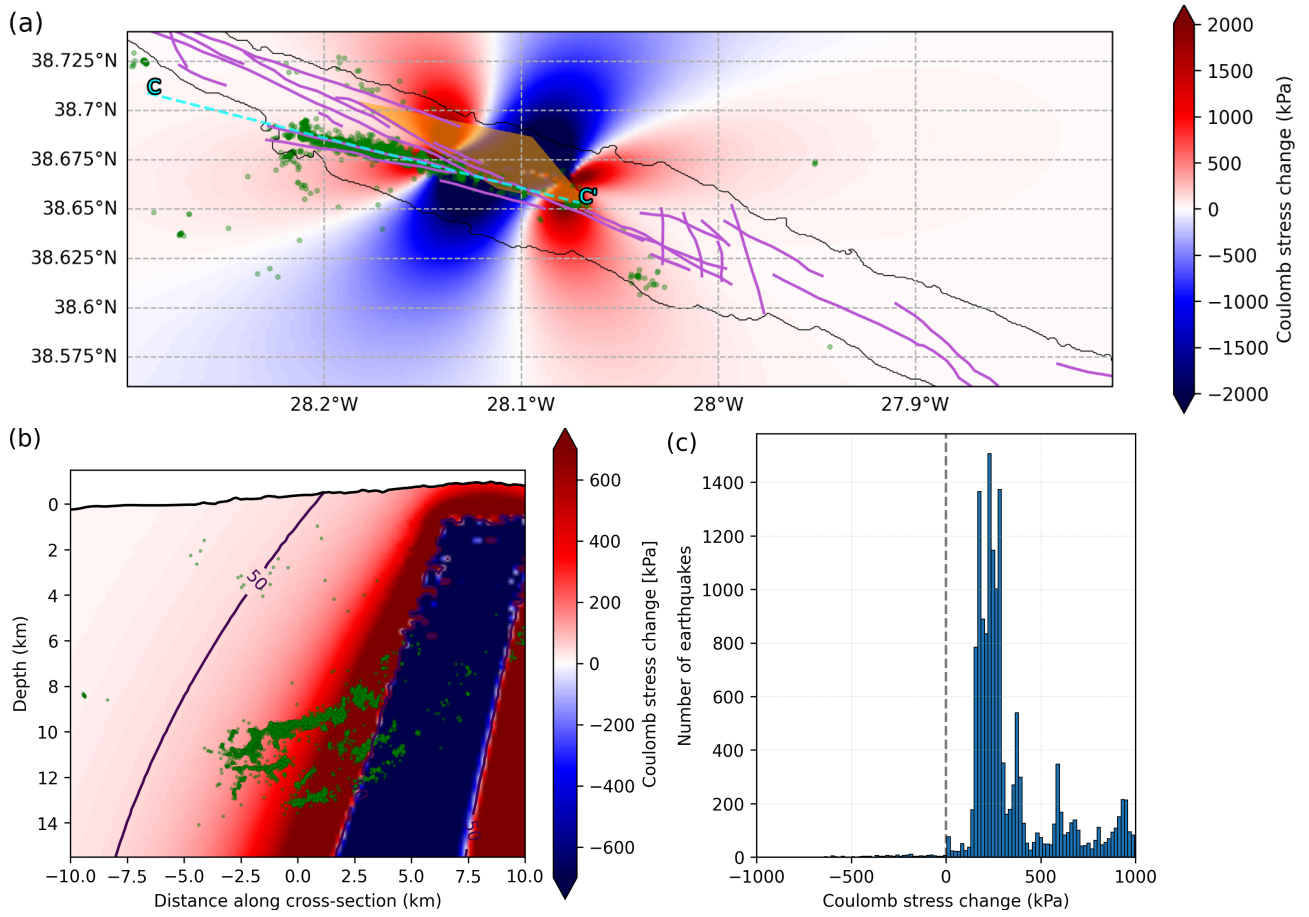 (a)
38.725°N
38.7°N
38.675°N
38.65°N
38.625°N
38.6°N
38.575°N
28.2°W
28.1°W
28°W
27.9°W
C
C'
2000
1500
1000
500
0
−500
−1000
−1500
−2000
Coulomb stress change (kPa)
(b)
0
2
4
6
8
10
12
14
Depth (km)
−10.0
−7.5
−5.0
−2.5
0.0
2.5
5.0
7.5
10.0
Distance along cross-section (km)
50
50
600
400
200
0
−200
−400
−600
Coulomb stress change [kPa]
(c)
1400
1200
1000
800
600
400
200
0
Number of earthquakes
−1000
−500
0
500
1000
Coulomb stress change (kPa)